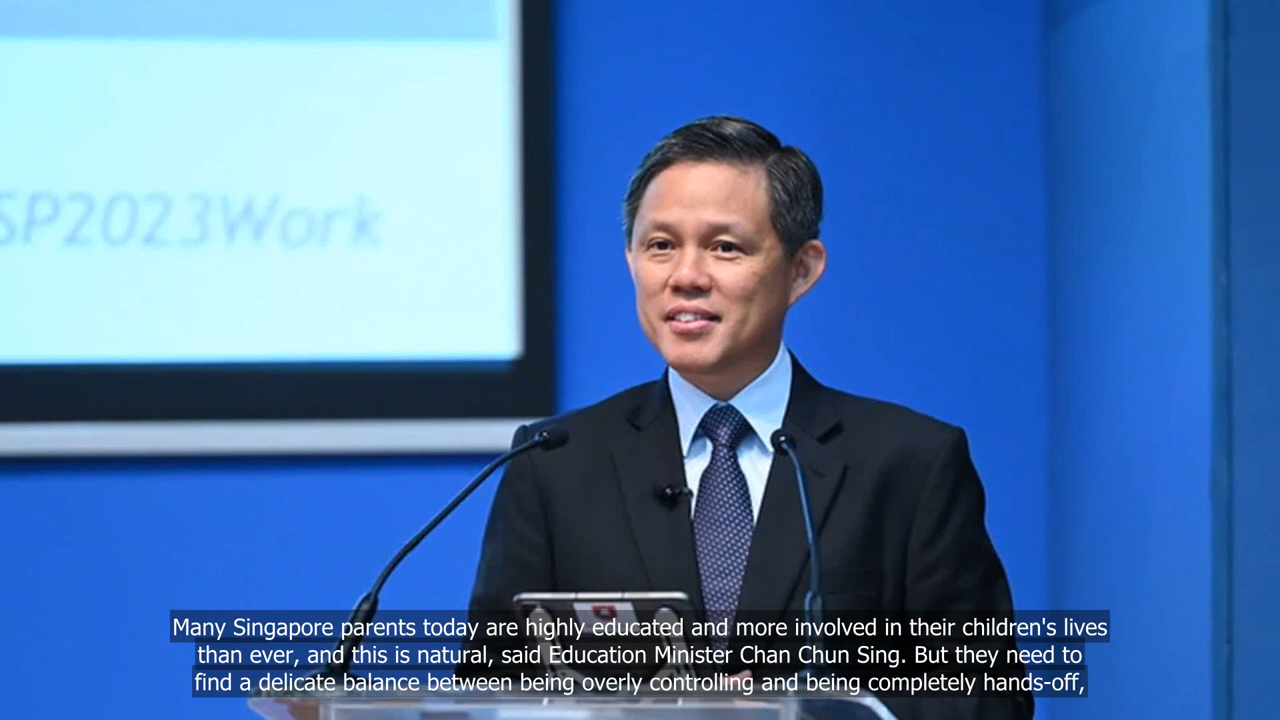 SP2023Work
Many Singapore parents today are highly educated and more involved in their children's lives
than ever, and this is natural, said Education Minister Chan Chun Sing. But they need to
find a delicate balance between being overly controlling and being completely hands-off,